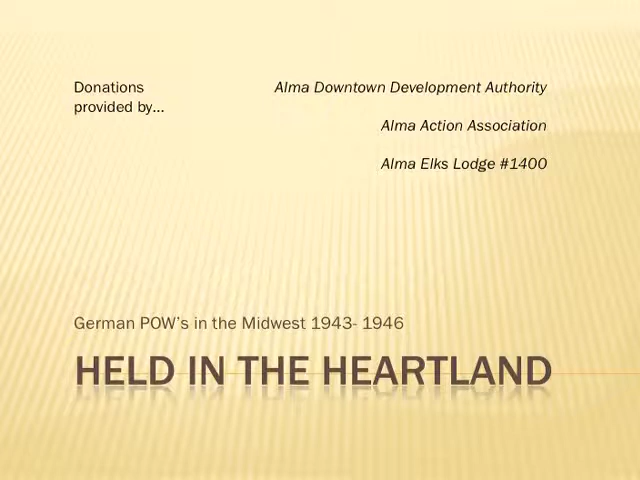 Donations
provided by...
Alma Downtown Development Authority
Alma Action Association
Alma Elks Lodge #1400
German POW's in the Midwest 1943- 1946
HELD IN THE HEARTLAND